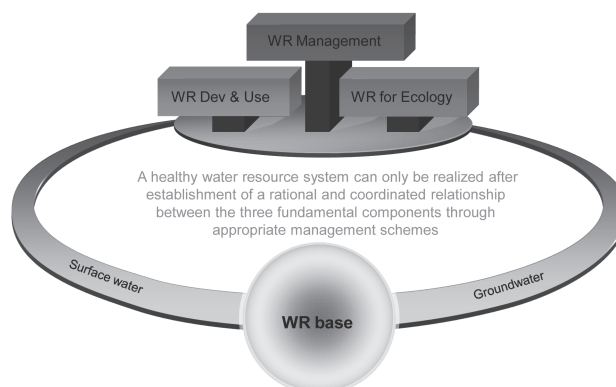 WR Management
WR Dev & Use
WR for Ecology
A healthy water resource system can only be realized after
establishment of a rational and coordinated relationship
between the three fundamental components through
appropriate management schemes
Surface water
Groundwater
WR base